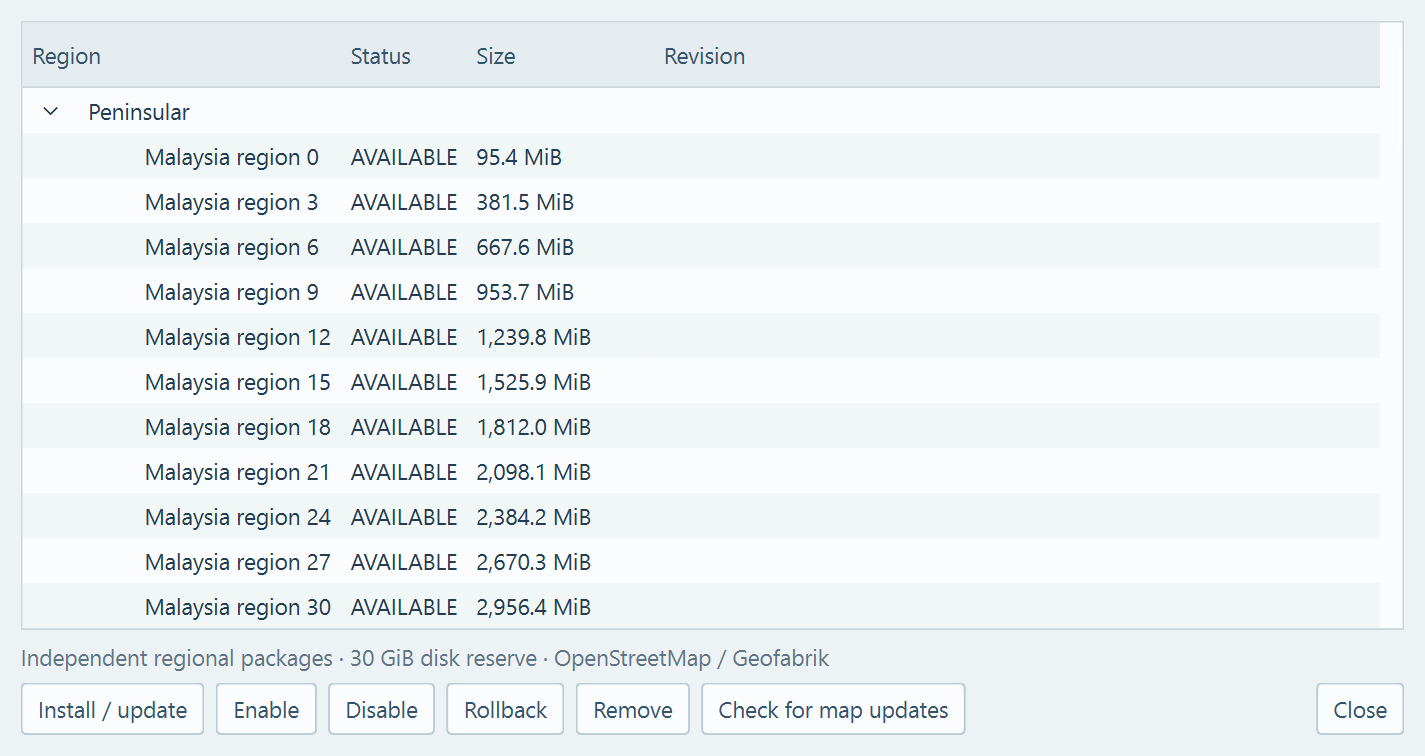 Region Status Size Revision
Peninsular
Malaysia region 0 AVAILABLE 95.4 MiB
Malaysia region 3 AVAILABLE 381.5 MiB
Malaysia region 6 AVAILABLE 667.6 MiB
Malaysia region 9 AVAILABLE 953.7 MiB
Malaysia region 12 AVAILABLE 1,239.8 MiB
Malaysia region 15 AVAILABLE 1,525.9 MiB
Malaysia region 18 AVAILABLE 1,812.0 MiB
Malaysia region 21 AVAILABLE 2,098.1 MiB
Malaysia region 24 AVAILABLE 2,384.2 MiB
Malaysia region 27 AVAILABLE 2,670.3 MiB
Malaysia region 30 AVAILABLE 2,956.4 MiB
Independent regional packages · 30 GiB disk reserve · OpenStreetMap / Geofabrik
Install / update Enable Disable Rollback Remove Check for map updates Close